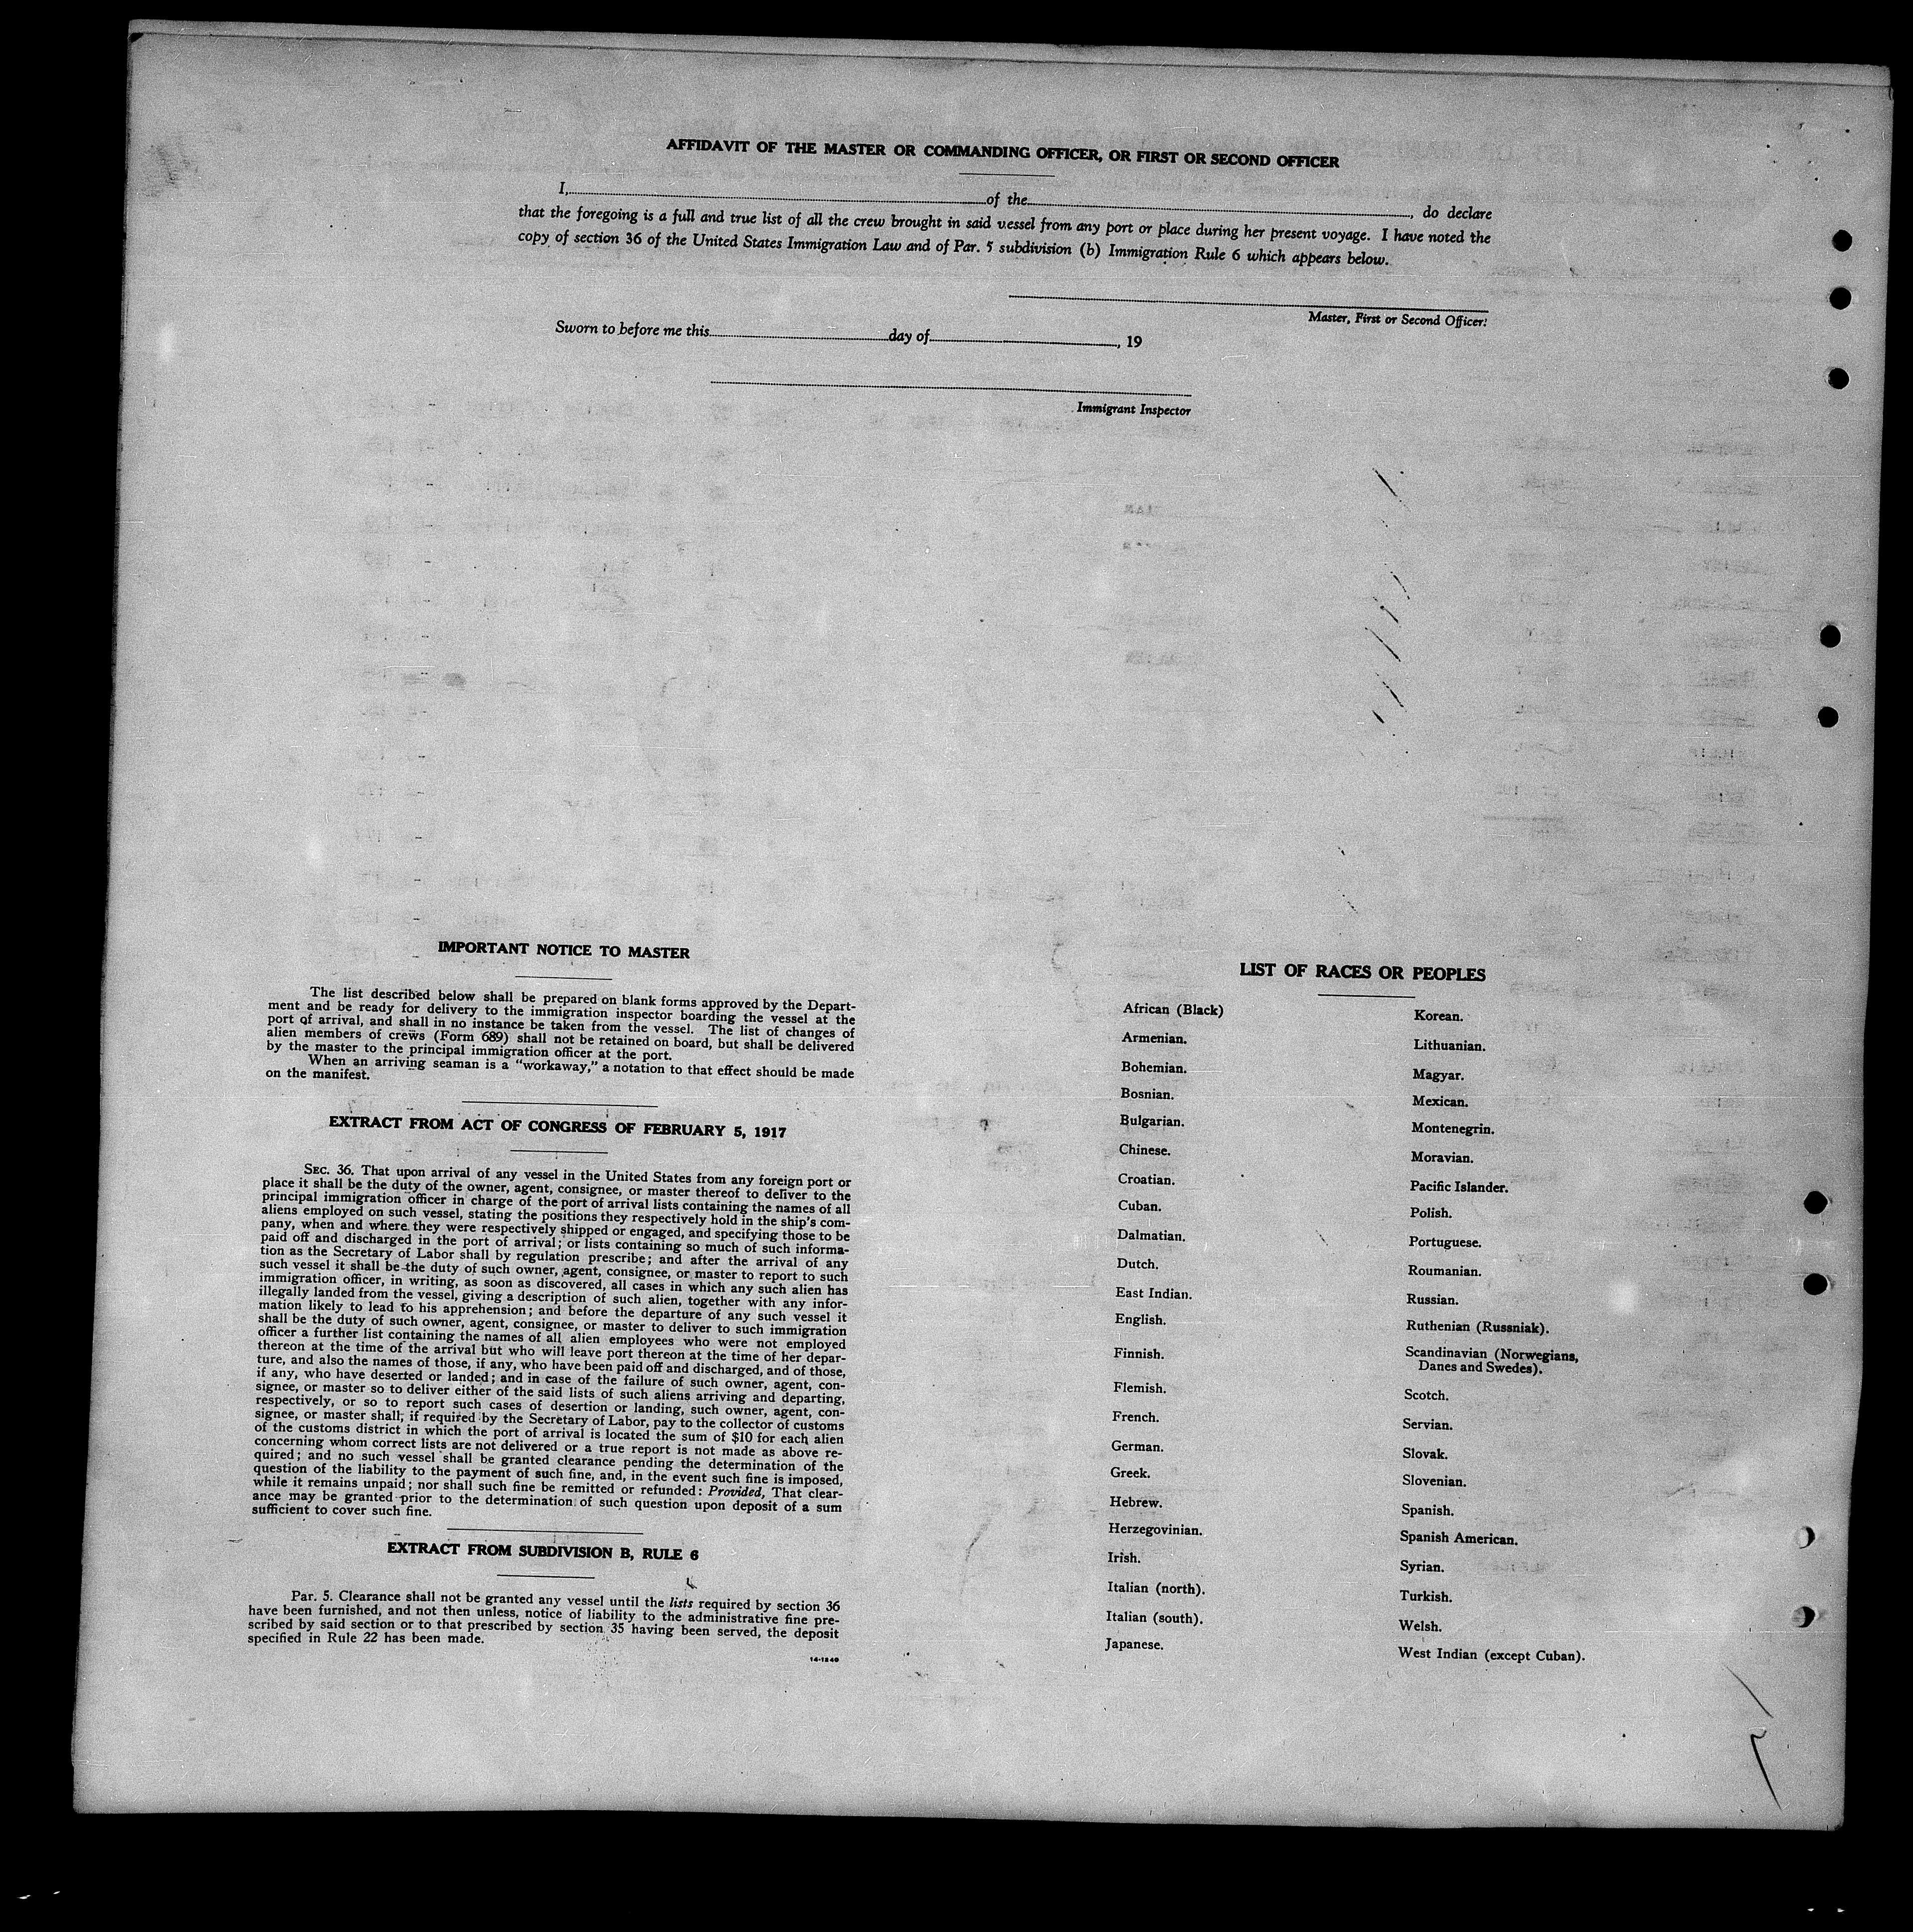 AFFIDAVIT OF THE MASTER OR COMMANDING OFFICER, OR FIRST OR SECOND OFFICER
I, of the , do declare
that the foregoing is a full and true list of all the crew brought in said vessel from any port or place during her present voyage. I have noted the
copy of section 36 of the United States Immigration Law and of Par. 5 subdivision (b) Immigration Rule 6 which appears below.
Master, First or Second Officer.
Sworn to before me this day of , 19
Immigrant Inspector
IMPORTANT NOTICE TO MASTER
The list described below shall be prepared on blank forms approved by the Depart-
ment and be ready for delivery to the immigration inspector boarding the vessel at the
port of arrival, and shall in no instance be taken from the vessel. The list of changes of
alien members of crews (Form 689) shall not be retained on board, but shall be delivered
by the master to the principal immigration officer at the port.
When an arriving seaman is a "workaway," a notation to that effect should be made
on the manifest.
EXTRACT FROM ACT OF CONGRESS OF FEBRUARY 5, 1917
SEC. 36. That upon arrival of any vessel in the United States from any foreign port or
place it shall be the duty of the owner, agent, consignee, or master thereof to deliver to the
principal immigration officer in charge of the port of arrival lists containing the names of all
aliens employed on such vessel, stating the positions they respectively hold in the ship's com-
pany, when and where they were respectively shipped or engaged, and specifying those to be
paid off and discharged in the port of arrival; or lists containing so much of such informa-
tion as the Secretary of Labor shall by regulation prescribe; and after the arrival of any
such vessel it shall be the duty of such owner, agent, consignee, or master to report to such
immigration officer, in writing, as soon as discovered, all cases in which any such alien has
illegally landed from the vessel, giving a description of such alien, together with any infor-
mation likely to lead to his apprehension; and before the departure of any such vessel it
shall be the duty of such owner, agent, consignee, or master to deliver to such immigration
officer a further list containing the names of all alien employees who were not employed
thereon at the time of the arrival but who will leave port thereon at the time of her depar-
ture, and also the names of those, if any, who have been paid off and discharged, and of those,
if any, who have deserted or landed; and in case of the failure of such owner, agent, con-
signee, or master so to deliver either of the said lists of such aliens arriving and departing,
respectively, or so to report such cases of desertion or landing, such owner, agent, con-
signee, or master shall, if required by the Secretary of Labor, pay to the collector of customs
of the customs district in which the port of arrival is located the sum of $10 for each alien
concerning whom correct lists are not delivered or a true report is not made as above re-
quired; and no such vessel shall be granted clearance pending the determination of the
question of the liability to the payment of such fine, and, in the event such fine is imposed,
while it remains unpaid; nor shall such fine be remitted or refunded: Provided, That clear-
ance may be granted prior to the determination of such question upon deposit of a sum
sufficient to cover such fine.
EXTRACT FROM SUBDIVISION B, RULE 6
Par. 5. Clearance shall not be granted any vessel until the lists required by section 36
have been furnished, and not then unless, notice of liability to the administrative fine pre-
scribed by said section or to that prescribed by section 35 having been served, the deposit
specified in Rule 22 has been made.
14-1240
LIST OF RACES OR PEOPLES
African (Black)
Armenian.
Bohemian.
Bosnian.
Bulgarian.
Chinese.
Croatian.
Cuban.
Dalmatian.
Dutch.
East Indian.
English.
Finnish.
Flemish.
French.
German.
Greek.
Hebrew.
Herzegovinian.
Irish.
Italian (north).
Italian (south).
Japanese.
Korean.
Lithuanian.
Magyar.
Mexican.
Montenegrin.
Moravian.
Pacific Islander.
Polish.
Portuguese.
Roumanian.
Russian.
Ruthenian (Russniak).
Scandinavian (Norwegians,
Danes and Swedes).
Scotch.
Servian.
Slovak.
Slovenian.
Spanish.
Spanish American.
Syrian.
Turkish.
Welsh.
West Indian (except Cuban).